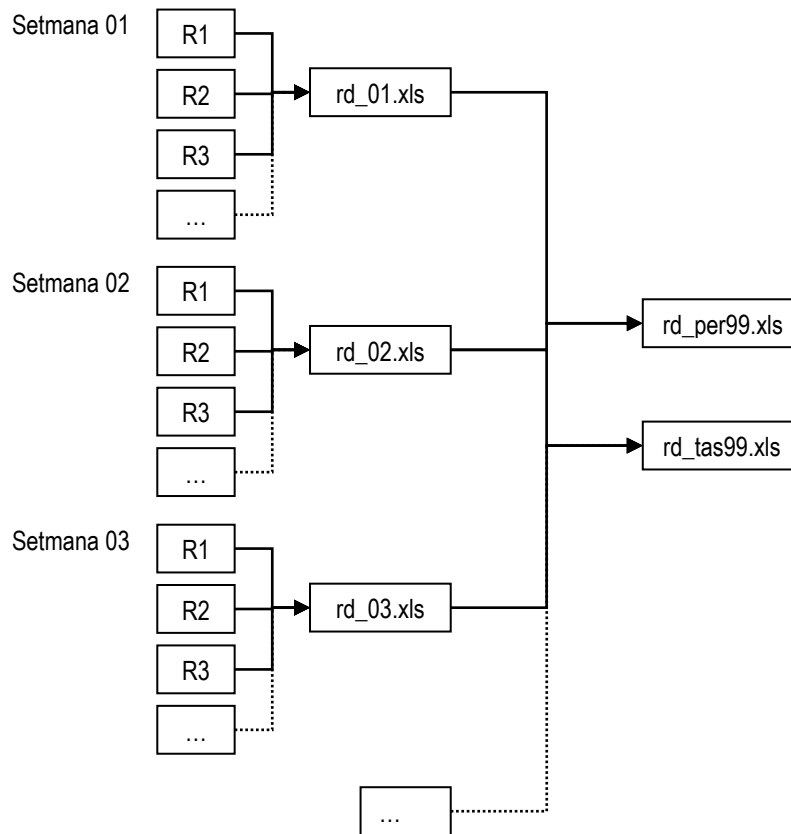 Setmana 01
R1
R2
R3
…
rd_01.xls
Setmana 02
R1
R2
R3
…
rd_02.xls
rd_per99.xls
rd_tas99.xls
Setmana 03
R1
R2
R3
…
rd_03.xls
…